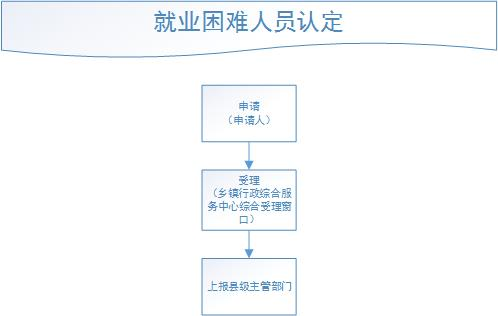 就业困难人员认定
申请
（申请人）
受理
（乡镇行政综合服
务中心综合受理窗
口）
上报县级主管部门